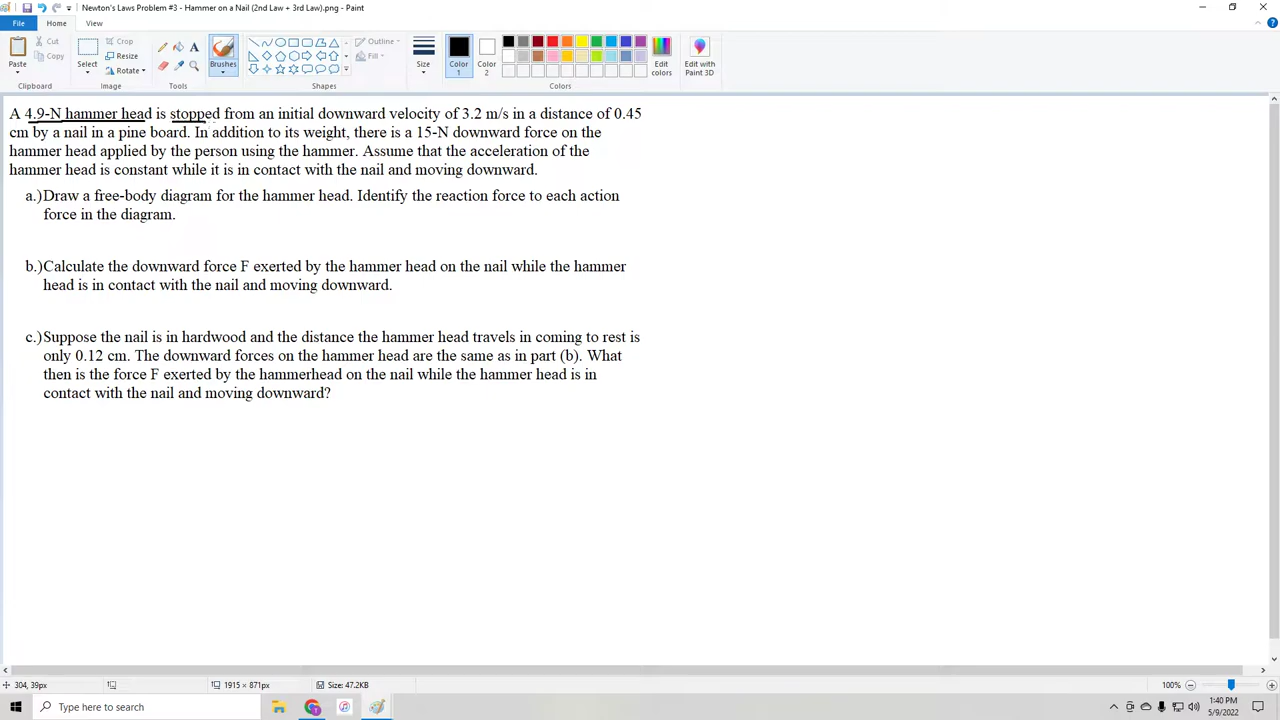 Newton's Laws Problem #3 - Hammer on a Nail (2nd Law + 3rd Law).png - Paint
File Home View
Paste
Cut
Copy
Clipboard
Select
Crop
Resize
Rotate
Image
Tools
Brushes
Shapes
Outline
Fill
Size
Color 1
Color 2
Colors
Edit colors
Edit with Paint 3D
A 4.9-N hammer head is stopped from an initial downward velocity of 3.2 m/s in a distance of 0.45
cm by a nail in a pine board. In addition to its weight, there is a 15-N downward force on the
hammer head applied by the person using the hammer. Assume that the acceleration of the
hammer head is constant while it is in contact with the nail and moving downward.
a.)Draw a free-body diagram for the hammer head. Identify the reaction force to each action
force in the diagram.
b.)Calculate the downward force F exerted by the hammer head on the nail while the hammer
head is in contact with the nail and moving downward.
c.)Suppose the nail is in hardwood and the distance the hammer head travels in coming to rest is
only 0.12 cm. The downward forces on the hammer head are the same as in part (b). What
then is the force F exerted by the hammerhead on the nail while the hammer head is in
contact with the nail and moving downward?
304, 39px
1915 × 871px
Size: 47.2KB
100%
Type here to search
1:40 PM
5/9/2022